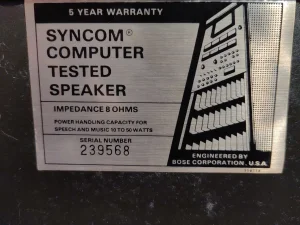 5 YEAR WARRANTY
SYNCOM®
COMPUTER
TESTED
SPEAKER
IMPEDANCE 8 OHMS
POWER HANDLING CAPACITY FOR
SPEECH AND MUSIC 10 TO 50 WATTS
SERIAL NUMBER
239568
ENGINEERED BY
BOSE CORPORATION, U.S.A.